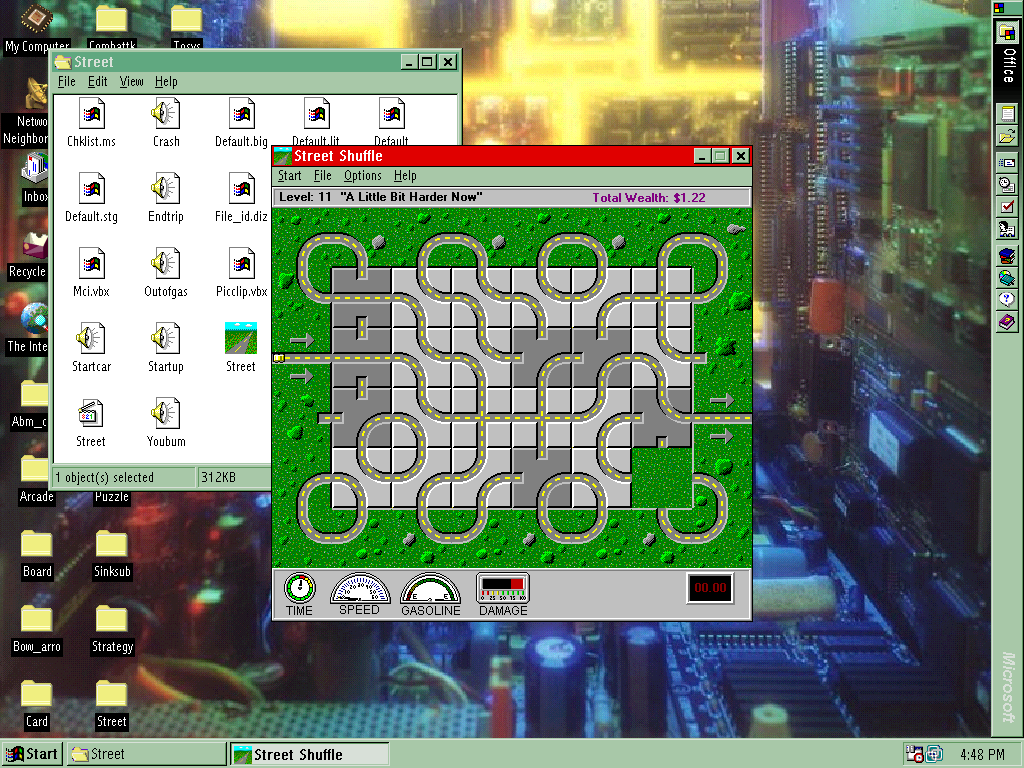 My Computer
Combattk
Tosys
Netwo
Neighbor
Inbox
Recycle
The Inte
Abm_c
Arcade
Puzzle
Board
Sinksub
Bow_arro
Strategy
Card
Street
Street
File Edit View Help
Chklist.ms
Crash
Default.big
Default.lit
Default
Default.stg
Endtrip
File_id.diz
Mci.vbx
Outofgas
Picclip.vbx
Startcar
Startup
Street
Street
Youbum
1 object(s) selected
312KB
Street Shuffle
Start File Options Help
Level: 11 "A Little Bit Harder Now"
Total Wealth: $1.22
TIME
SPEED
GASOLINE
DAMAGE
00.00
Office
Microsoft
Start
Street
Street Shuffle
4:48 PM